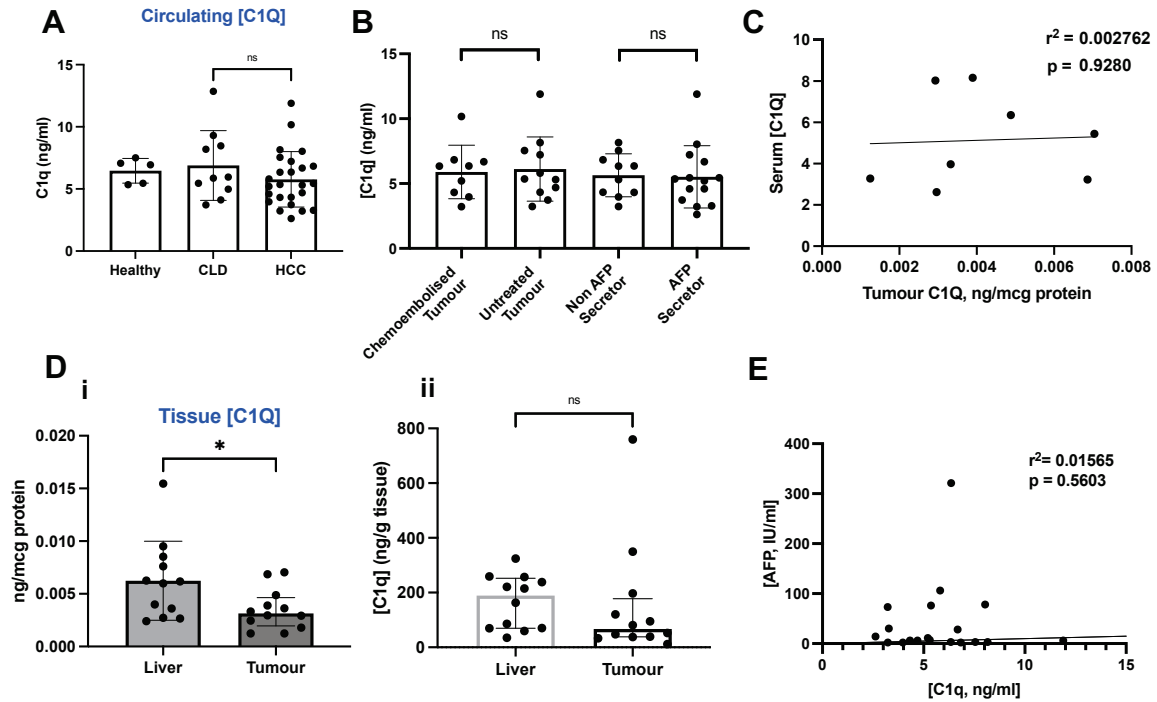 A
Circulating [C1Q]
C1q (ng/ml)
15
10
5
0
ns
Healthy
CLD
HCC
B
[C1q] (ng/ml)
15
10
5
0
ns
ns
Chemoembolised
Tumour
Untreated
Tumour
Non AFP
Secretor
AFP
Secretor
C
r2 = 0.002762
p = 0.9280
Serum [C1Q]
10
8
6
4
2
0
0.000
0.002
0.004
0.006
0.008
Tumour C1Q, ng/mcg protein
D
i
Tissue [C1Q]
ng/mcg protein
0.020
0.015
0.010
0.005
0.000
*
Liver
Tumour
ii
[C1q] (ng/g tissue)
800
600
400
200
0
ns
Liver
Tumour
E
r2= 0.01565
p = 0.5603
[AFP, IU/ml]
400
300
200
100
0
0
5
10
15
[C1q, ng/ml]